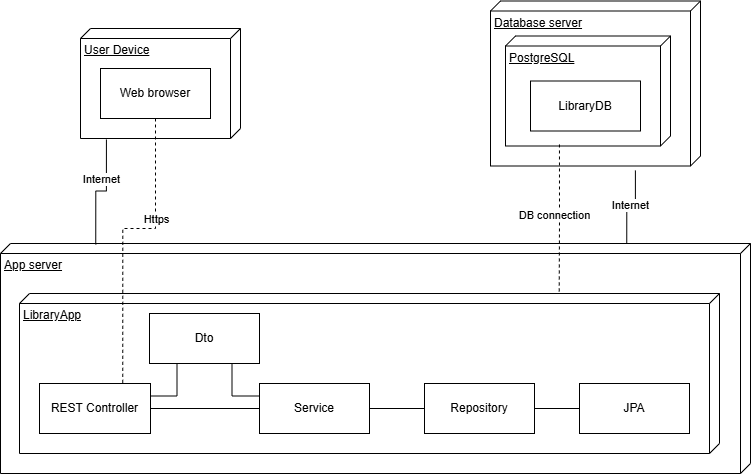 User Device
Web browser
Database server
PostgreSQL
LibraryDB
Internet
Https
DB connection
Internet
App server
LibraryApp
Dto
REST Controller
Service
Repository
JPA